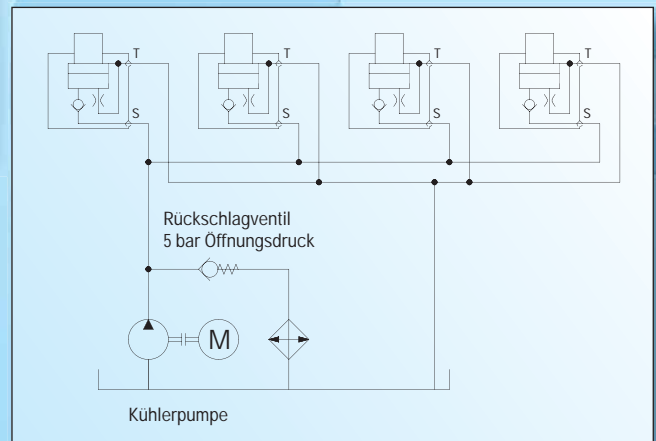 T
T
T
T
S
S
S
S
Rückschlagventil
5 bar Öffnungsdruck
M
Kühlerpumpe